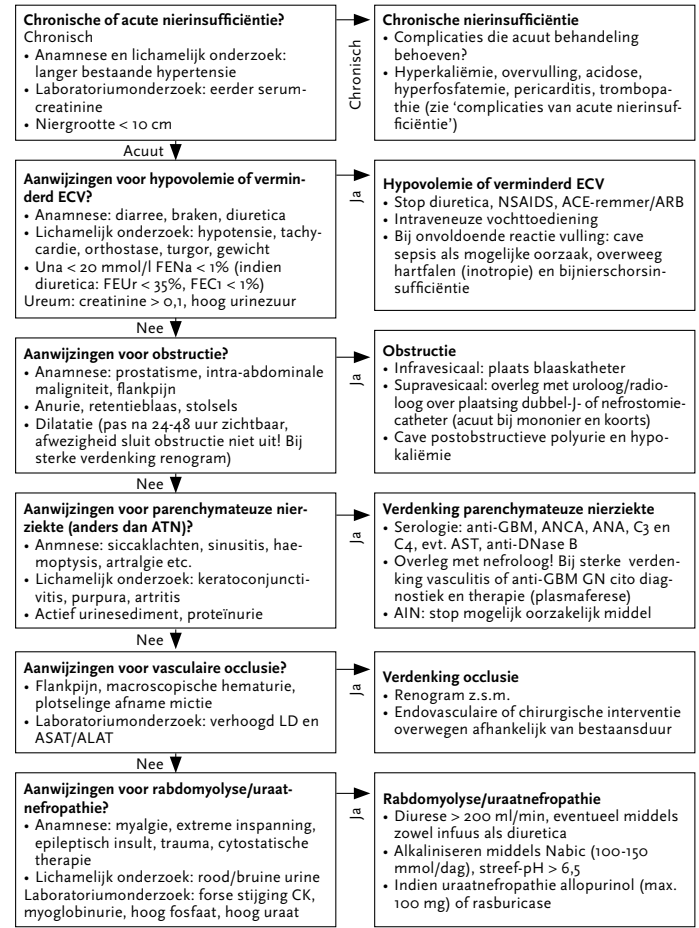 Chronische of acute nierinsufficiëntie?
Chronisch
• Anamnese en lichamelijk onderzoek:
langer bestaande hypertensie
• Laboratoriumonderzoek: eerder serum-
creatinine
• Niergrootte < 10 cm
Chronisch
Chronische nierinsufficiëntie
• Complicaties die acuut behandeling
behoeven?
• Hyperkaliëmie, overvulling, acidose,
hyperfosfatemie, pericarditis, trombopa-
thie (zie ‘complicaties van acute nierinsuf-
ficiëntie’)
Acuut
Aanwijzingen voor hypovolemie of vermin-
derd ECV?
• Anamnese: diarree, braken, diuretica
• Lichamelijk onderzoek: hypotensie, tachy-
cardie, orthostase, turgor, gewicht
• Una < 20 mmol/l FENa < 1% (indien
diuretica: FEUr < 35%, FEC1 < 1%)
Ureum: creatinine > 0,1, hoog urinezuur
Ja
Hypovolemie of verminderd ECV
• Stop diuretica, NSAIDS, ACE-remmer/ARB
• Intraveneuze vochttoediening
• Bij onvoldoende reactie vulling: cave
sepsis als mogelijke oorzaak, overweeg
hartfalen (inotropie) en bijnierschorsin-
sufficiëntie
Nee
Aanwijzingen voor obstructie?
• Anamnese: prostatisme, intra-abdominale
maligniteit, flankpijn
• Anurie, retentieblaas, stolsels
• Dilatatie (pas na 24-48 uur zichtbaar,
afwezigheid sluit obstructie niet uit! Bij
sterke verdenking renogram)
Ja
Obstructie
• Infravesicaal: plaats blaaskatheter
• Supravesicaal: overleg met uroloog/radio-
loog over plaatsing dubbel-J- of nefrostomie-
catheter (acuut bij mononier en koorts)
• Cave postobstructieve polyurie en hypo-
kaliëmie
Nee
Aanwijzingen voor parenchymateuze nier-
ziekte (anders dan ATN)?
• Anmnese: siccaklachten, sinusitis, hae-
moptysis, artralgie etc.
• Lichamelijk onderzoek: keratoconjuncti-
vitis, purpura, artritis
• Actief urinesediment, proteïnurie
Ja
Verdenking parenchymateuze nierziekte
• Serologie: anti-GBM, ANCA, ANA, C3 en
C4, evt. AST, anti-DNase B
• Overleg met nefroloog! Bij sterke verden-
king vasculitis of anti-GBM GN cito diag-
nostiek en therapie (plasmaferese)
• AIN: stop mogelijk oorzakelijk middel
Nee
Aanwijzingen voor vasculaire occlusie?
• Flankpijn, macroscopische hematurie,
plotselinge afname mictie
• Laboratoriumonderzoek: verhoogd LD en
ASAT/ALAT
Ja
Verdenking occlusie
• Renogram z.s.m.
• Endovasculaire of chirurgische interventie
overwegen afhankelijk van bestaansduur
Nee
Aanwijzingen voor rabdomyolyse/uraat-
nefropathie?
• Anamnese: myalgie, extreme inspanning,
epileptisch insult, trauma, cytostatische
therapie
• Lichamelijk onderzoek: rood/bruine urine
Laboratoriumonderzoek: forse stijging CK,
myoglobinurie, hoog fosfaat, hoog uraat
Ja
Rabdomyolyse/uraatnefropathie
• Diurese > 200 ml/min, eventueel middels
zowel infuus als diuretica
• Alkaliniseren middels Nabic (100-150
mmol/dag), streef-pH > 6,5
• Indien uraatnefropathie allopurinol (max.
100 mg) of rasburicase